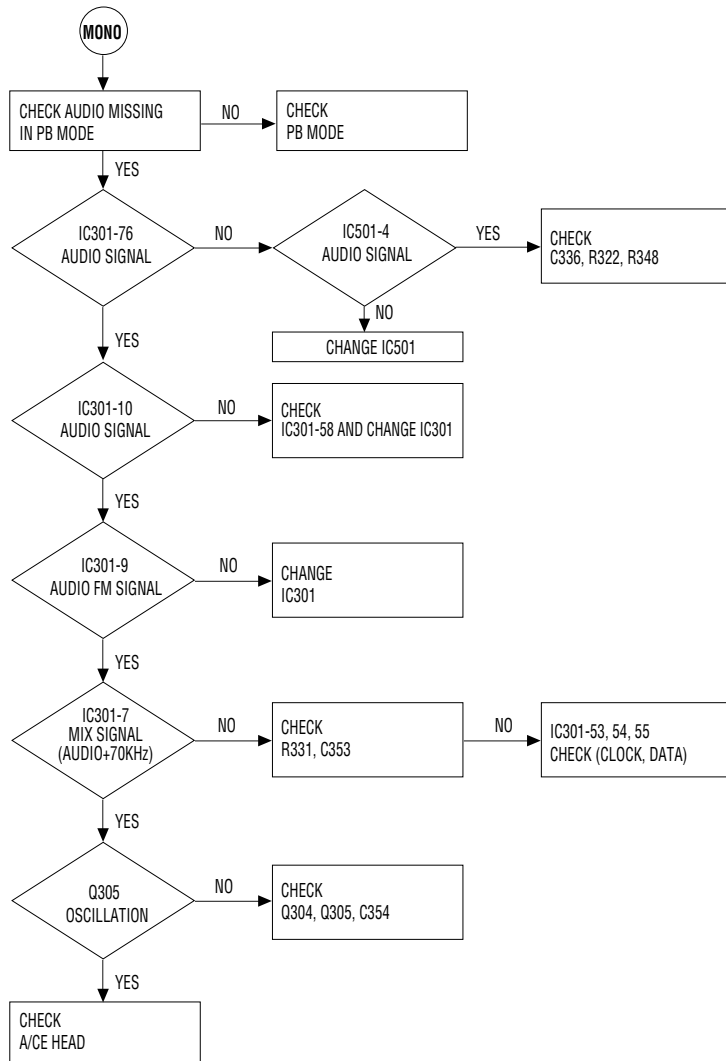 MONO
CHECK AUDIO MISSING
IN PB MODE
NO
CHECK
PB MODE
YES
IC301-76
AUDIO SIGNAL
NO
IC501-4
AUDIO SIGNAL
YES
CHECK
C336, R322, R348
NO
CHANGE IC501
YES
IC301-10
AUDIO SIGNAL
NO
CHECK
IC301-58 AND CHANGE IC301
YES
IC301-9
AUDIO FM SIGNAL
NO
CHANGE
IC301
YES
IC301-7
MIX SIGNAL
(AUDIO+70KHz)
NO
CHECK
R331, C353
NO
IC301-53, 54, 55
CHECK (CLOCK, DATA)
YES
Q305
OSCILLATION
NO
CHECK
Q304, Q305, C354
YES
CHECK
A/CE HEAD